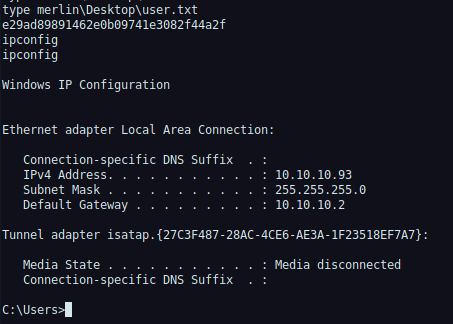 type merlin\Desktop\user.txt
e29ad89891462e0b09741e3082f44a2f
ipconfig
ipconfig
Windows IP Configuration
Ethernet adapter Local Area Connection:
   Connection-specific DNS Suffix  . :
   IPv4 Address. . . . . . . . . . . : 10.10.10.93
   Subnet Mask . . . . . . . . . . . : 255.255.255.0
   Default Gateway . . . . . . . . . : 10.10.10.2
Tunnel adapter isatap.{27C3F487-28AC-4CE6-AE3A-1F23518EF7A7}:
   Media State . . . . . . . . . . . : Media disconnected
   Connection-specific DNS Suffix  . :
C:\Users>